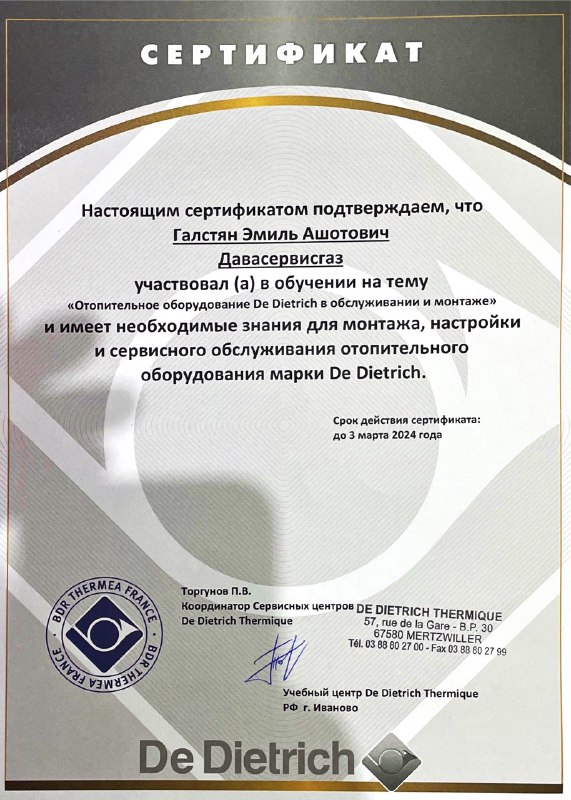 СЕРТИФИКАТ
Настоящим сертификатом подтверждаем, что
Галстян Эмиль Ашотович
Давасервисгаз
участвовал (а) в обучении на тему
«Отопительное оборудование De Dietrich в обслуживании и монтаже»
и имеет необходимые знания для монтажа, настройки
и сервисного обслуживания отопительного
оборудования марки De Dietrich.
Срок действия сертификата:
до 3 марта 2024 года
Торгунов П.В.
Координатор Сервисных центров
De Dietrich Thermique
DE DIETRICH THERMIQUE
57, rue de la Gare - B.P. 30
67580 MERTZWILLER
Tél. 03 88 80 27 00 - Fax 03 88 80 27 99
BDR THERMEA FRANCE · BDR THERMEA FRANCE ·
Учебный центр De Dietrich Thermique
РФ г. Иваново
De Dietrich